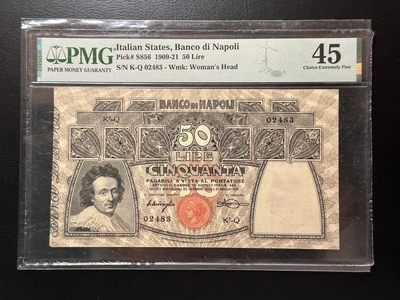 PMG
PAPER MONEY GUARANTY
Italian States, Banco di Napoli
Pick# S856 1909-21 50 Lire
S/N K-Q 02483 - Wmk: Woman's Head
45
Choice Extremely Fine
BANCO DI NAPOLI
K-Q
02483
50
LIRE
CINQUANTA
PAGABILI A VISTA AL PORTATORE
02483
K-Q